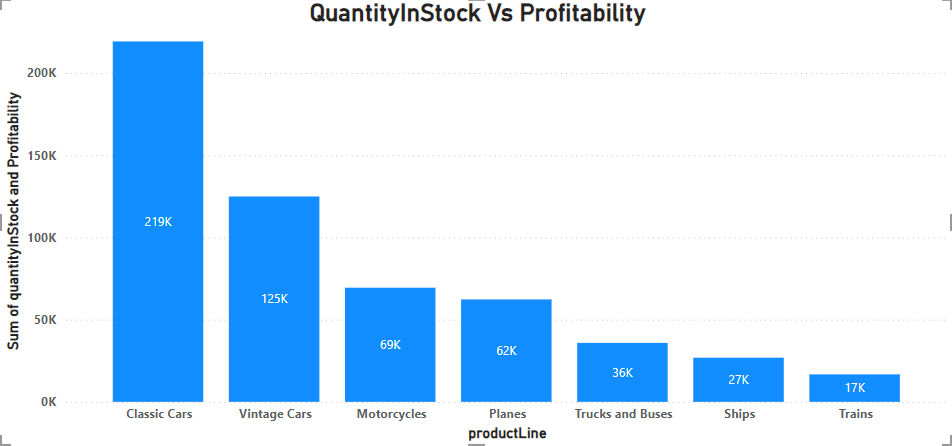 QuantityInStock Vs Profitability
Sum of quantityInStock and Profitability
200K
150K
100K
50K
0K
219K
125K
69K
62K
36K
27K
17K
Classic Cars
Vintage Cars
Motorcycles
Planes
Trucks and Buses
Ships
Trains
productLine